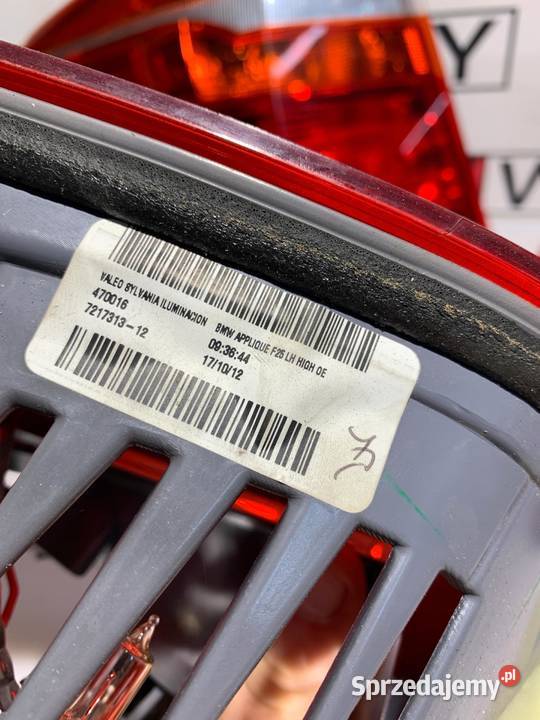 Y
V
VALEO SYLVANIA ILUMINACION BMW APPLIQUE F25 LH HIGH OE
470016 09:36:44
7217313-12 17/10/12
Sprzedajemy.pl